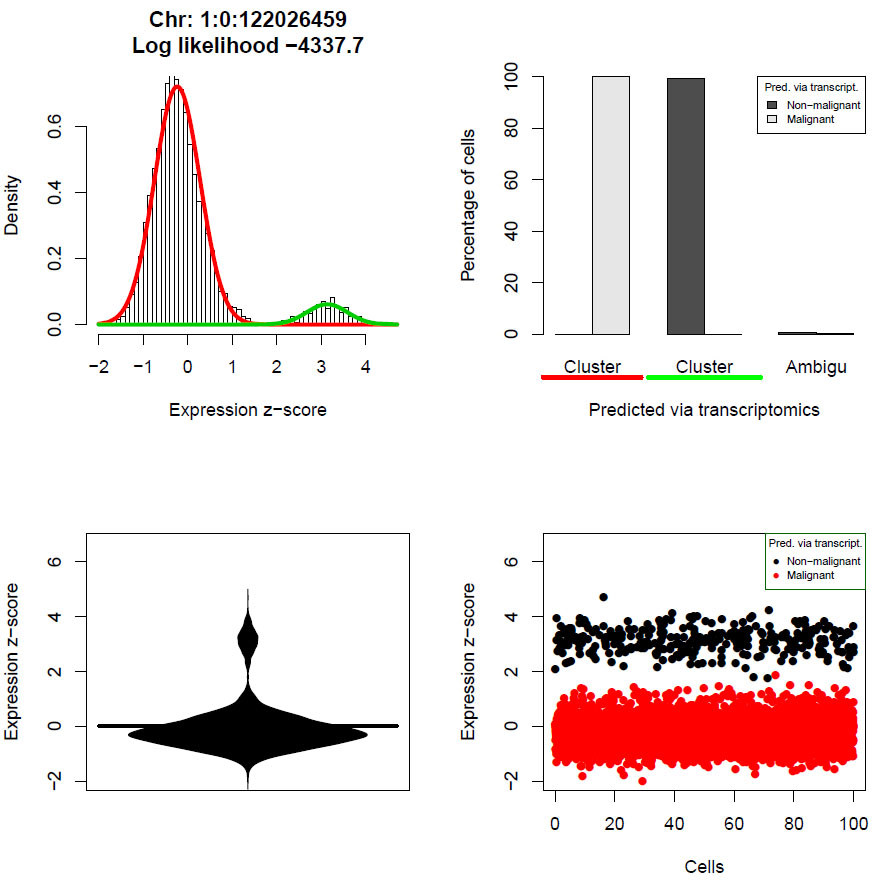 Chr: 1:0:122026459
Log likelihood −4337.7
Density
0.0 0.2 0.4 0.6
−2 −1 0 1 2 3 4
Expression z−score
Percentage of cells
0 20 40 60 80 100
Pred. via transcript.
Non−malignant
Malignant
Cluster Cluster Ambigu
Predicted via transcriptomics
Expression z−score
−2 0 2 4 6
Expression z−score
−2 0 2 4 6
Pred. via transcript.
Non−malignant
Malignant
0 20 40 60 80 100
Cells